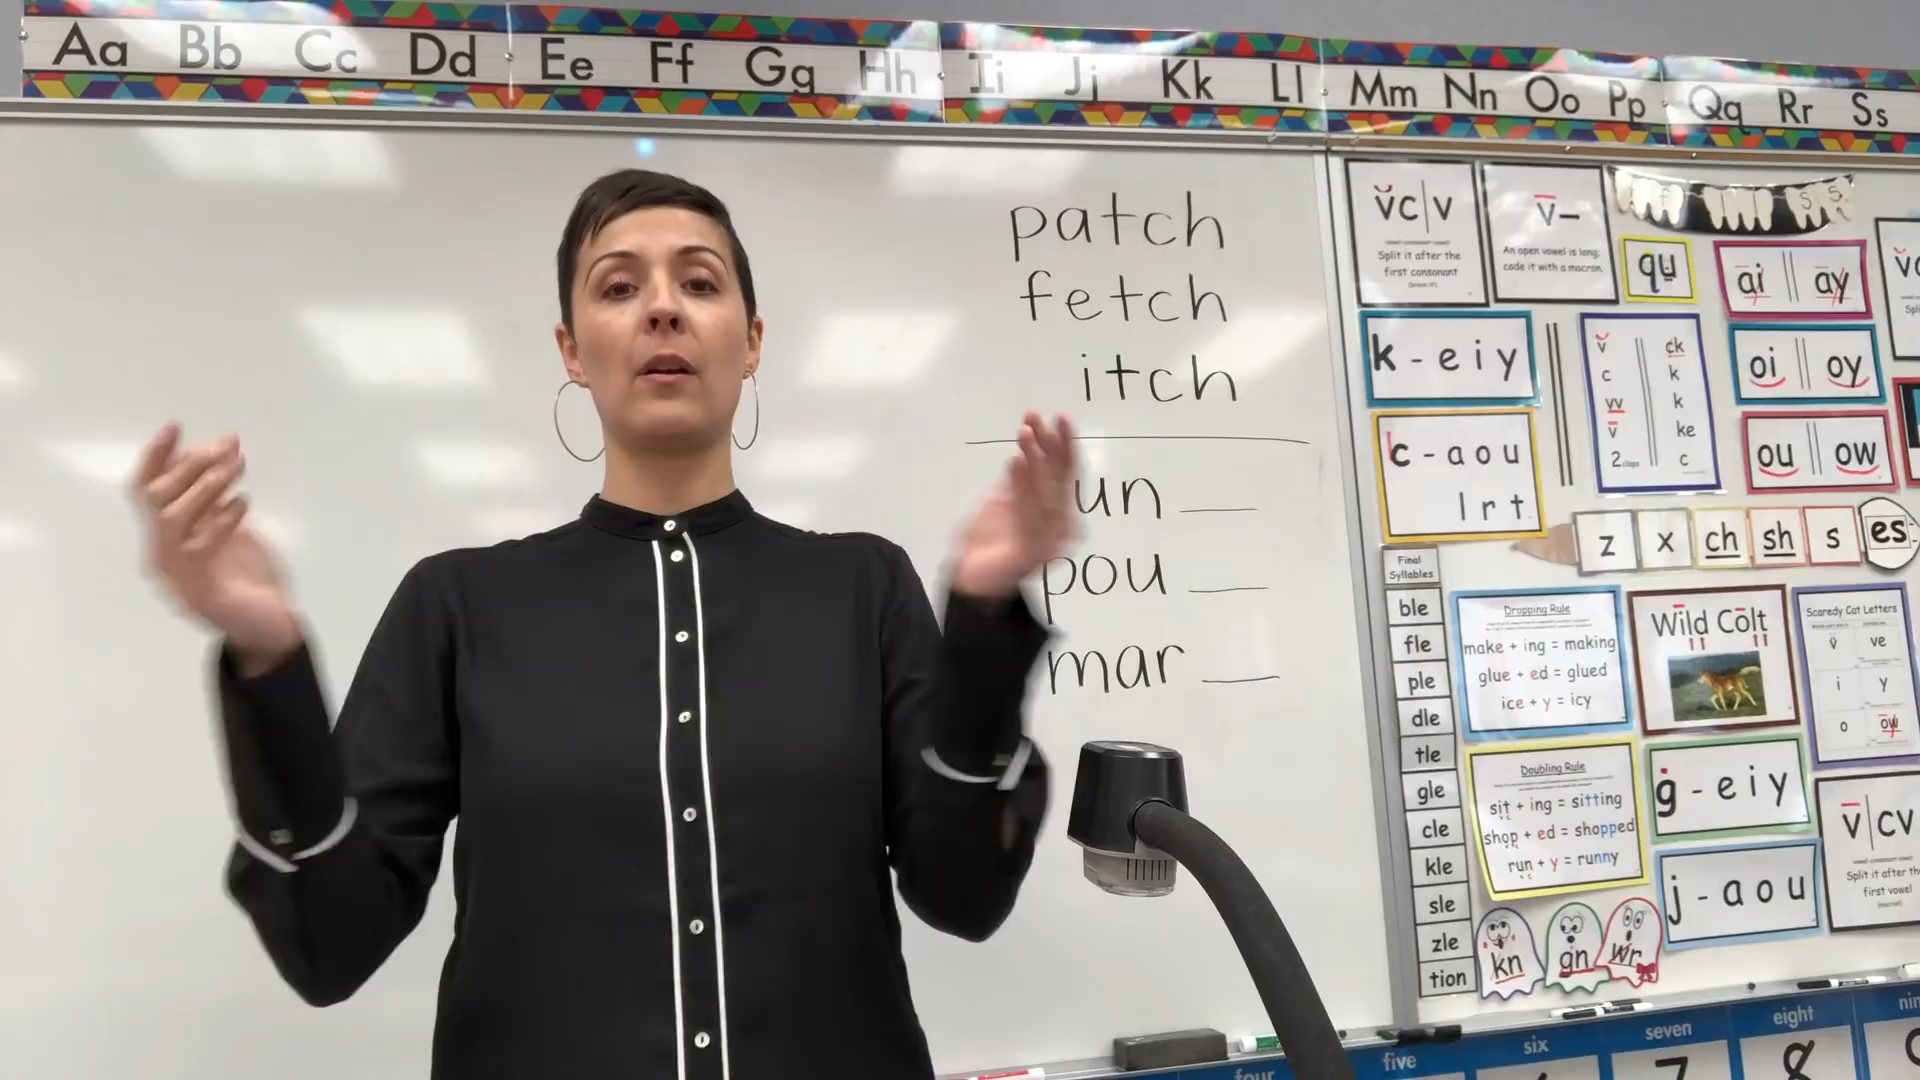 Aa Bb Cc Dd Ee Ff Gg Hh Ii Jj Kk Ll Mm Nn Oo Pp Qq Rr Ss
patch
fetch
itch
un __
pou __
mar __
v̆c|v
Split it after the
first consonant
v̄-
An open vowel is long;
code it with a macron.
qu
ai || ay
k - e i y
v̆ || ck
c || k
vv || k
v̄ || ke
2 claps || c
oi || oy
c - a o u
l r t
ou || ow
z x ch sh s es
Final
Syllables
ble
fle
ple
dle
tle
gle
cle
kle
sle
zle
tion
Dropping Rule
make + ing = making
glue + ed = glued
ice + y = icy
Wild Colt
Scaredy Cat Letters
v̆ ve
i y
o ow
Doubling Rule
sit + ing = sitting
shop + ed = shopped
run + y = runny
g - e i y
v̄|cv
Split it after the
first vowel
j - a o u
kn gn wr
four five six seven eight
7 8